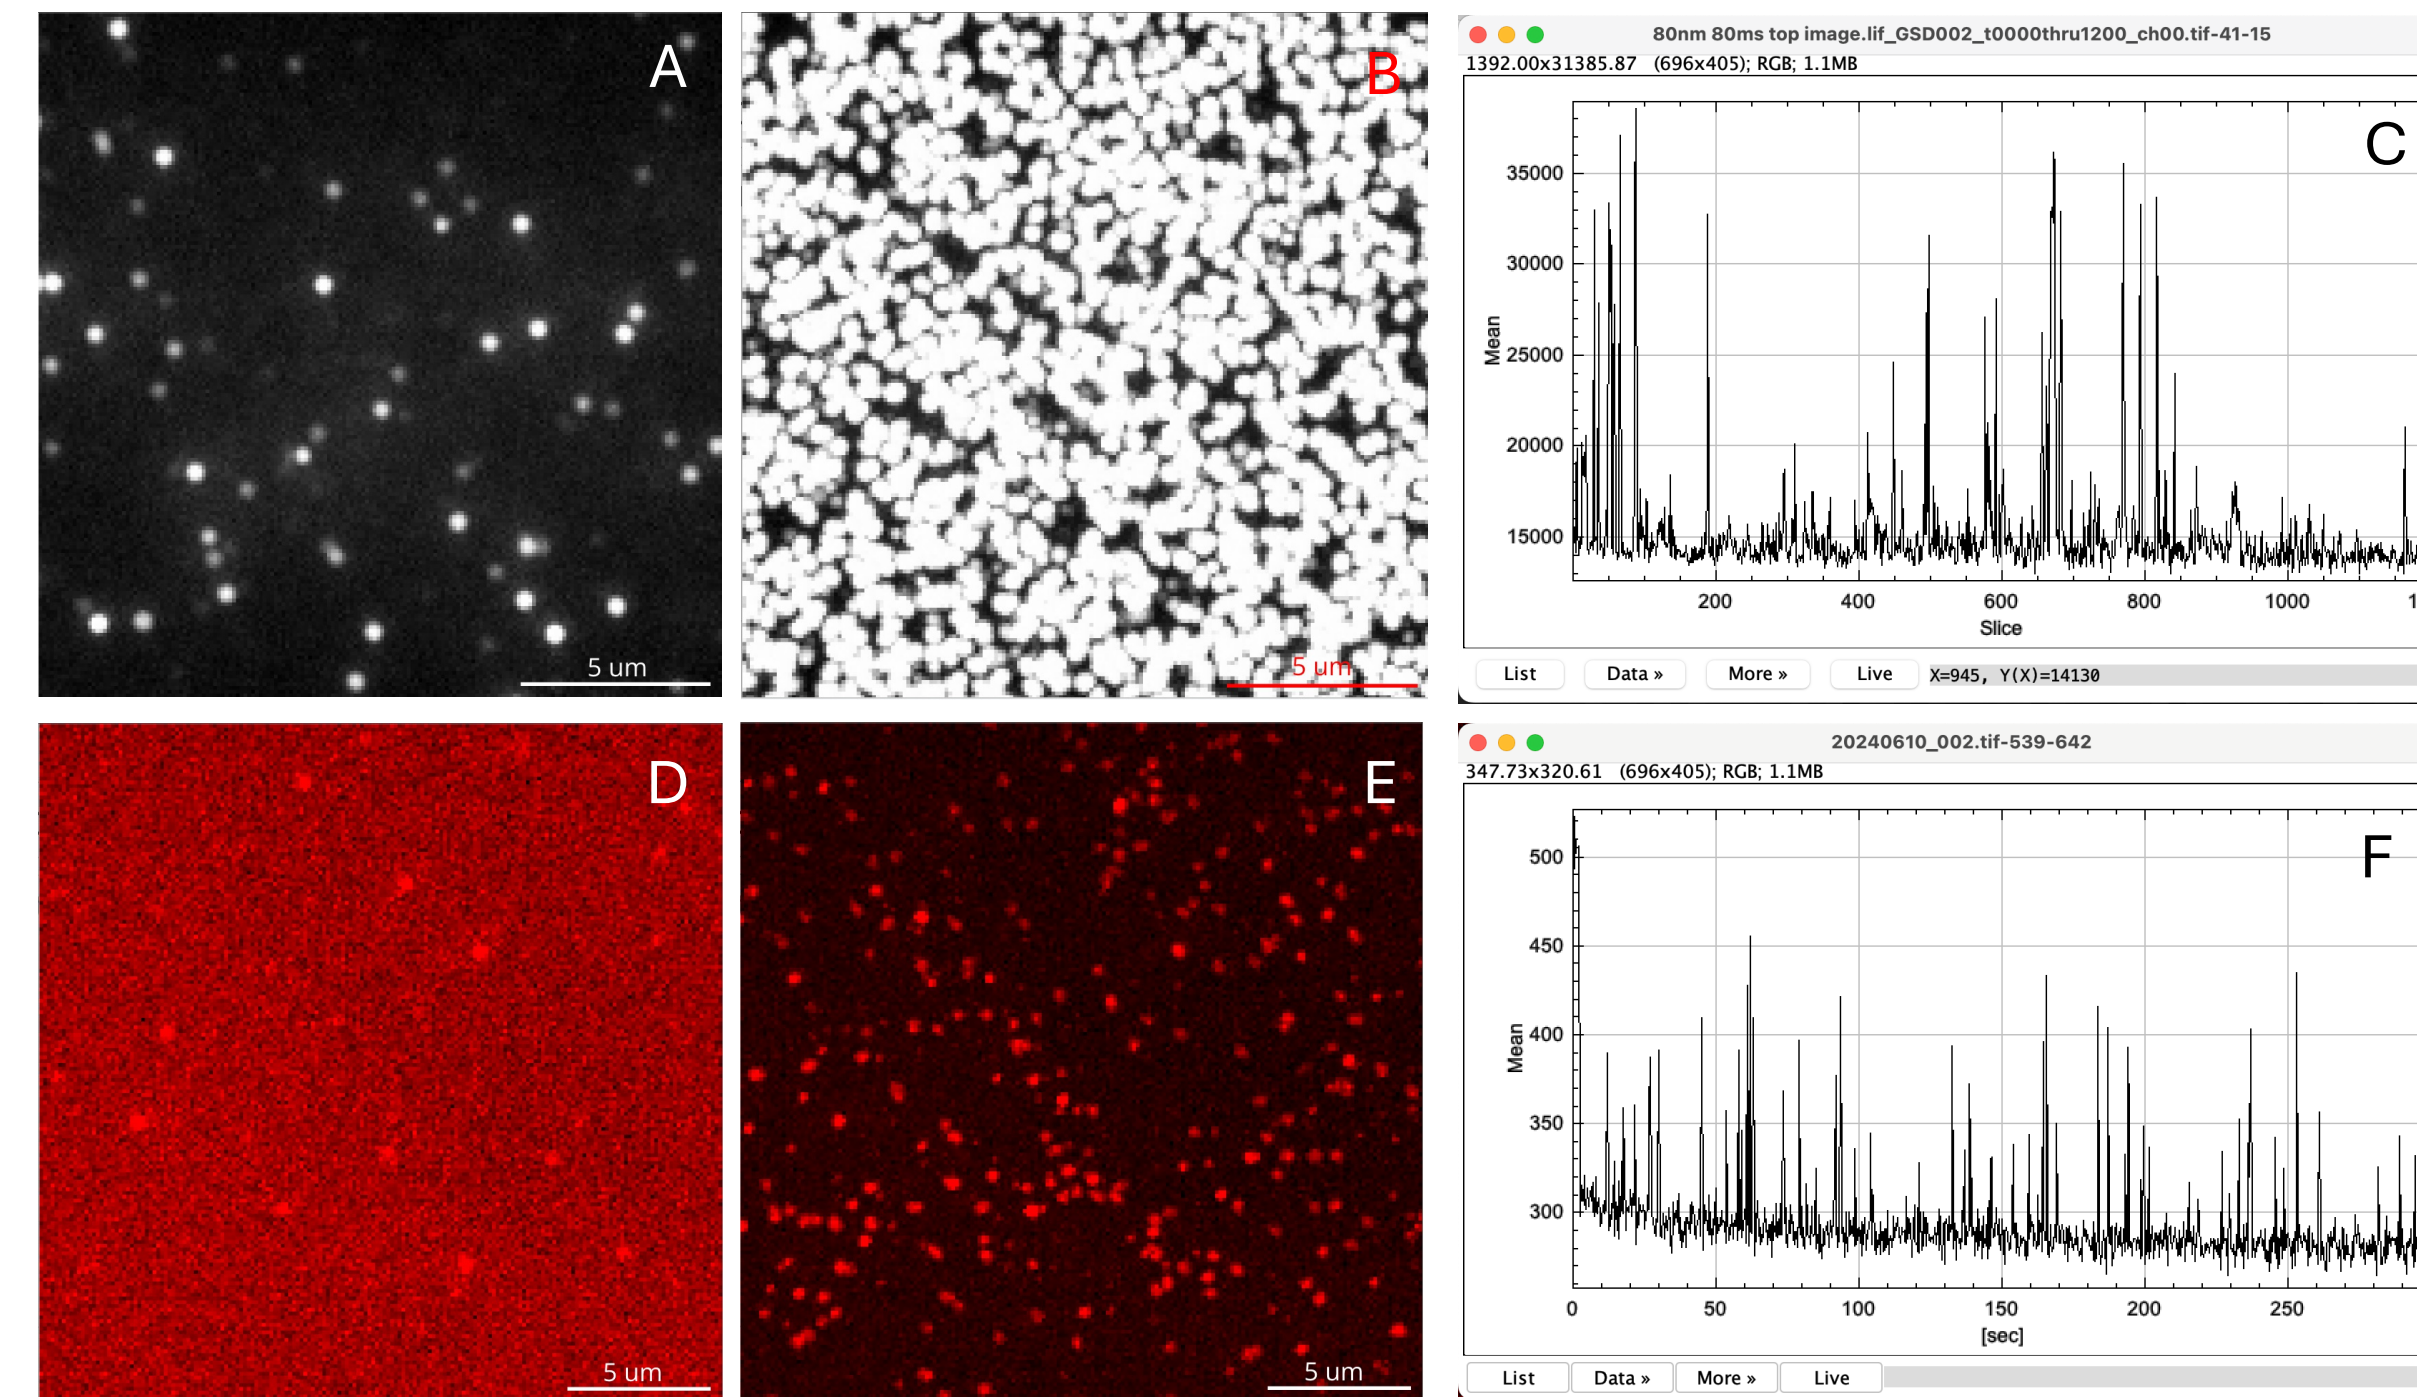 A
5 um
B
5 um
80nm 80ms top image.lif_GSD002_t0000thru1200_ch00.tif-41-15
1392.00x31385.87 (696x405); RGB; 1.1MB
C
35000
30000
25000
20000
15000
Mean
200 400 600 800 1000 1
Slice
List Data » More » Live X=945, Y(X)=14130
D
5 um
E
5 um
20240610_002.tif-539-642
347.73x320.61 (696x405); RGB; 1.1MB
F
500
450
400
350
300
Mean
0 50 100 150 200 250
[sec]
List Data » More » Live